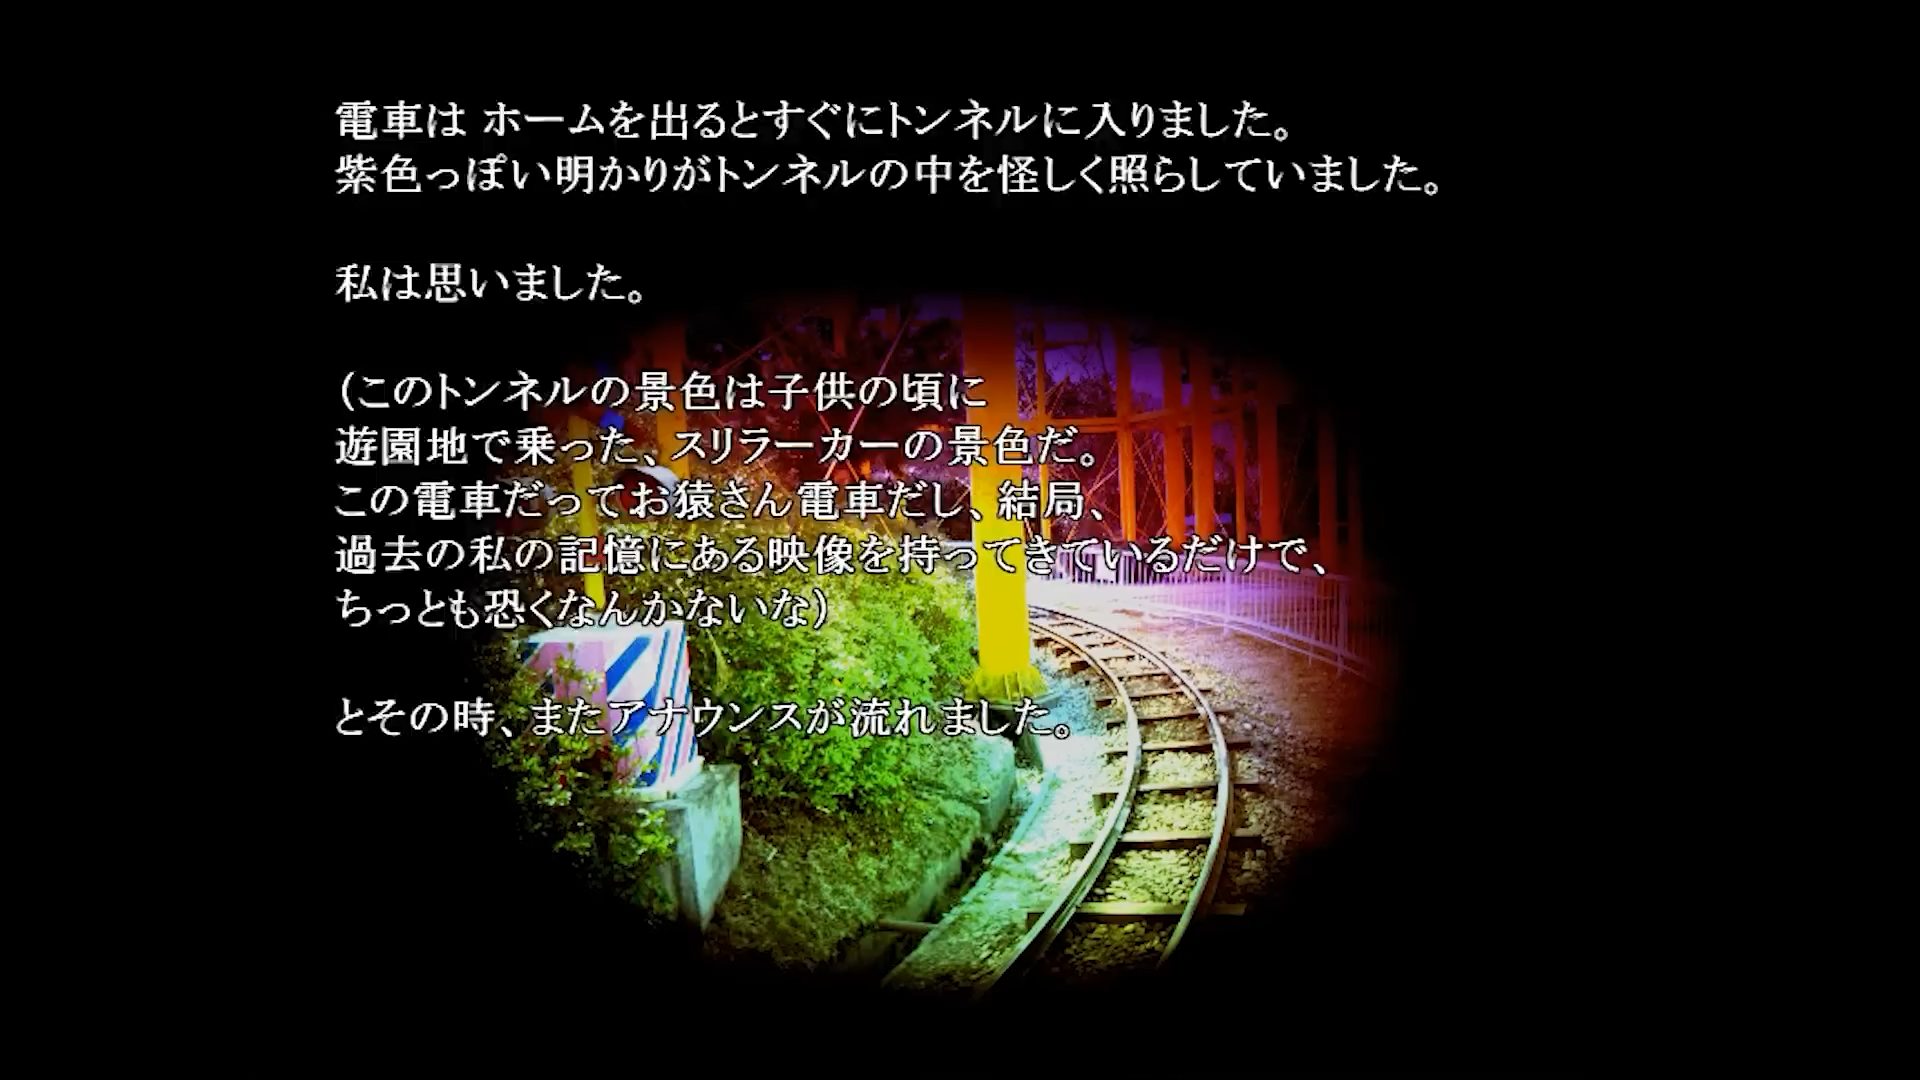 電車は ホームを出るとすぐにトンネルに入りました。
紫色っぽい明かりがトンネルの中を怪しく照らしていました。
私は思いました。
（このトンネルの景色は子供の頃に
遊園地で乗った、スリラーカーの景色だ。
この電車だってお猿さん電車だし、結局、
過去の私の記憶にある映像を持ってきているだけで、
ちっとも恐くなんかないな）
とその時、またアナウンスが流れました。